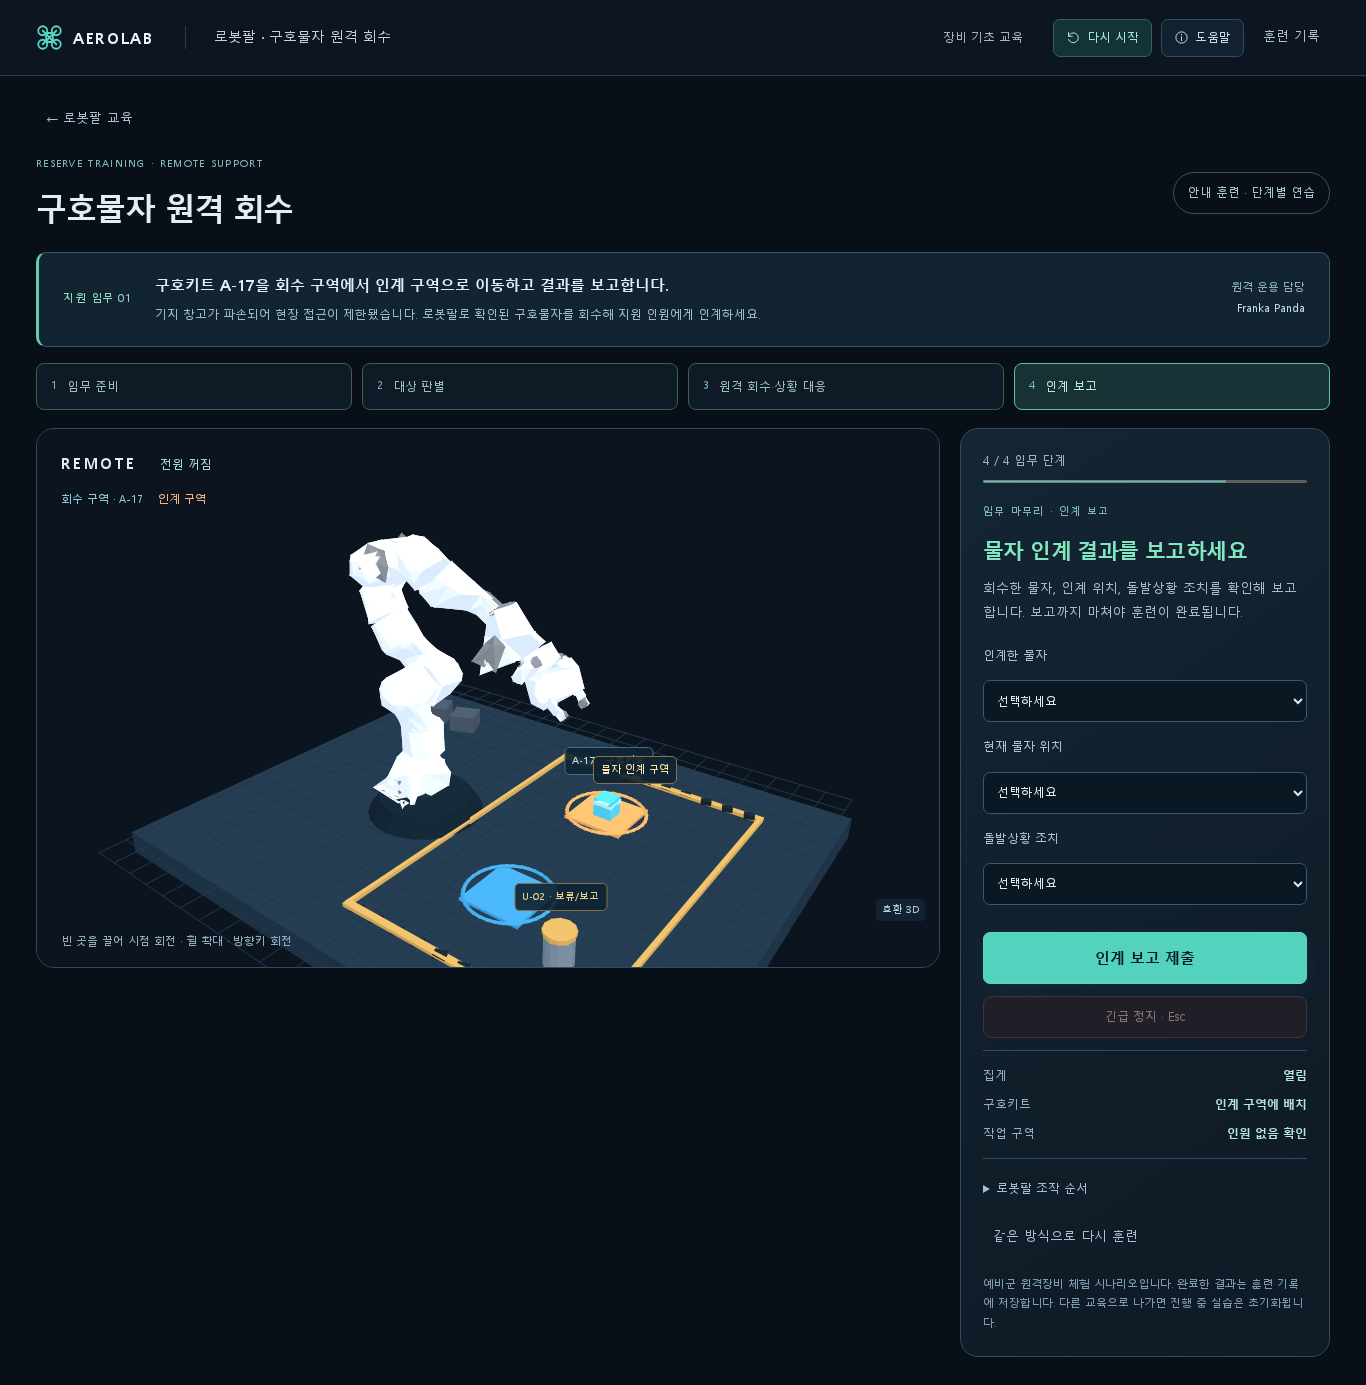 AEROLAB
로봇팔 · 구호물자 원격 회수
장비 기초 교육
다시 시작
도움말
훈련 기록
← 로봇팔 교육
RESERVE TRAINING · REMOTE SUPPORT
구호물자 원격 회수
안내 훈련 · 단계별 연습
지원 임무 01
구호키트 A-17을 회수 구역에서 인계 구역으로 이동하고 결과를 보고합니다.
기지 창고가 파손되어 현장 접근이 제한됐습니다. 로봇팔로 확인된 구호물자를 회수해 지원 인원에게 인계하세요.
원격 운용 담당
Franka Panda
1 임무 준비
2 대상 판별
3 원격 회수·상황 대응
4 인계 보고
REMOTE 전원 꺼짐
회수 구역 · A-17 인계 구역
A-17
물자 인계 구역
U-02 · 보류/보고
흐환 3D
빈 곳을 끌어 시점 회전 · 휠 확대 · 방향키 회전
4 / 4 임무 단계
임무 마무리 · 인계 보고
물자 인계 결과를 보고하세요
회수한 물자, 인계 위치, 돌발상황 조치를 확인해 보고
합니다. 보고까지 마쳐야 훈련이 완료됩니다.
인계한 물자
선택하세요
현재 물자 위치
선택하세요
돌발상황 조치
선택하세요
인계 보고 제출
긴급 정지 · Esc
집게 열림
구호키트 인계 구역에 배치
작업 구역 인원 없음 확인
▶ 로봇팔 조작 순서
같은 방식으로 다시 훈련
예비군 원격장비 체험 시나리오입니다. 완료한 결과는 훈련 기록
에 저장합니다. 다른 교육으로 나가면 진행 중 실습은 초기화됩니
다.